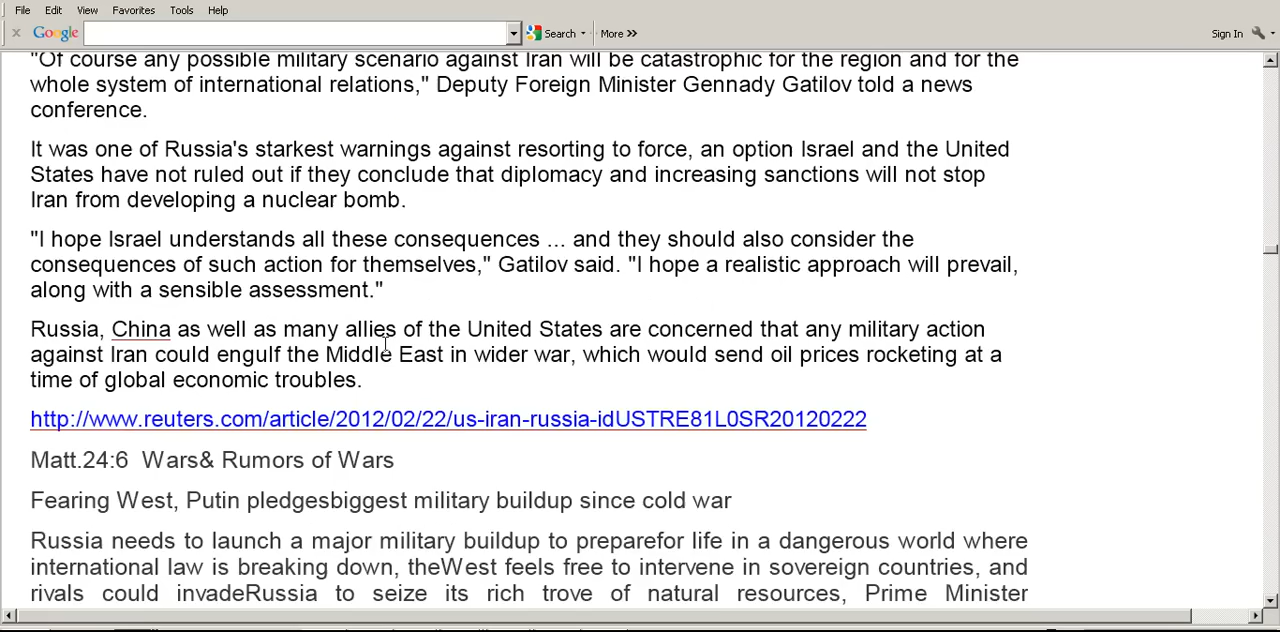 File Edit View Favorites Tools Help
× Google Search More »
Sign In
"Of course any possible military scenario against Iran will be catastrophic for the region and for the
whole system of international relations," Deputy Foreign Minister Gennady Gatilov told a news
conference.
It was one of Russia's starkest warnings against resorting to force, an option Israel and the United
States have not ruled out if they conclude that diplomacy and increasing sanctions will not stop
Iran from developing a nuclear bomb.
"I hope Israel understands all these consequences ... and they should also consider the
consequences of such action for themselves," Gatilov said. "I hope a realistic approach will prevail,
along with a sensible assessment."
Russia, China as well as many allies of the United States are concerned that any military action
against Iran could engulf the Middle East in wider war, which would send oil prices rocketing at a
time of global economic troubles.
http://www.reuters.com/article/2012/02/22/us-iran-russia-idUSTRE81L0SR20120222
Matt.24:6  Wars& Rumors of Wars
Fearing West, Putin pledgesbiggest military buildup since cold war
Russia needs to launch a major military buildup to preparefor life in a dangerous world where
international law is breaking down, theWest feels free to intervene in sovereign countries, and
rivals could invadeRussia to seize its rich trove of natural resources, Prime Minister